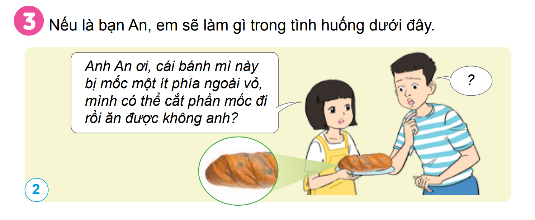 3 Nếu là bạn An, em sẽ làm gì trong tình huống dưới đây.
Anh An ơi, cái bánh mì này
bị mốc một ít phía ngoài vỏ,
mình có thể cắt phần mốc đi
rồi ăn được không anh?
?
2